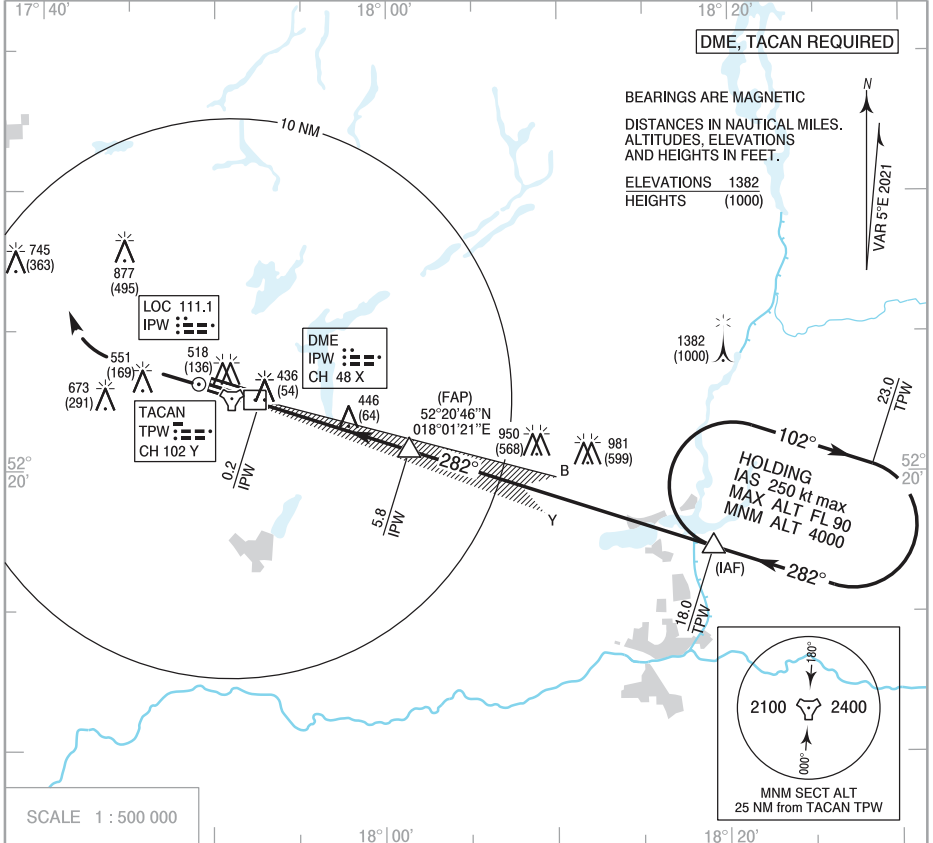 17°40'
18°00'
18°20'
DME, TACAN REQUIRED
BEARINGS ARE MAGNETIC
DISTANCES IN NAUTICAL MILES.
ALTITUDES, ELEVATIONS
AND HEIGHTS IN FEET.
ELEVATIONS 1382
HEIGHTS (1000)
N
VAR 5°E 2021
10 NM
745
(363)
877
(495)
LOC 111.1
IPW
DME
IPW
CH 48 X
551
(169)
518
(136)
436
(54)
673
(291)
TACAN
TPW
CH 102 Y
446
(64)
(FAP)
52°20'46"N
018°01'21"E
950
(568)
981
(599)
1382
(1000)
23.0
TPW
0.2
IPW
282°
B
Y
5.8
IPW
102°
HOLDING
IAS 250 kt max
MAX ALT FL 90
MNM ALT 4000
282°
(IAF)
18.0
TPW
52°
20'
52°
20'
180°
2100
2400
000°
MNM SECT ALT
25 NM from TACAN TPW
SCALE 1 : 500 000
18°00'
18°20'